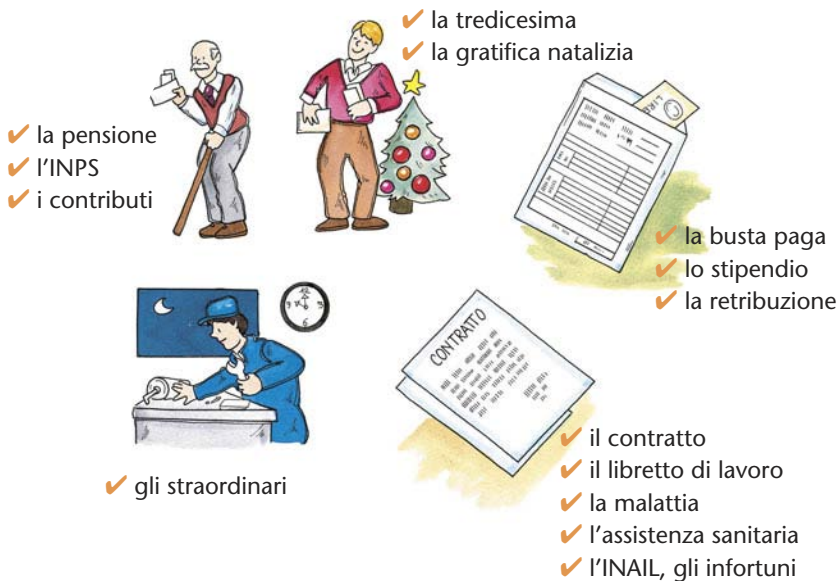 ✔ la tredicesima
✔ la gratifica natalizia
✔ la pensione
✔ l'INPS
✔ i contributi
LIRE
✔ la busta paga
✔ lo stipendio
✔ la retribuzione
✔ gli straordinari
CONTRATTO
✔ il contratto
✔ il libretto di lavoro
✔ la malattia
✔ l'assistenza sanitaria
✔ l'INAIL, gli infortuni